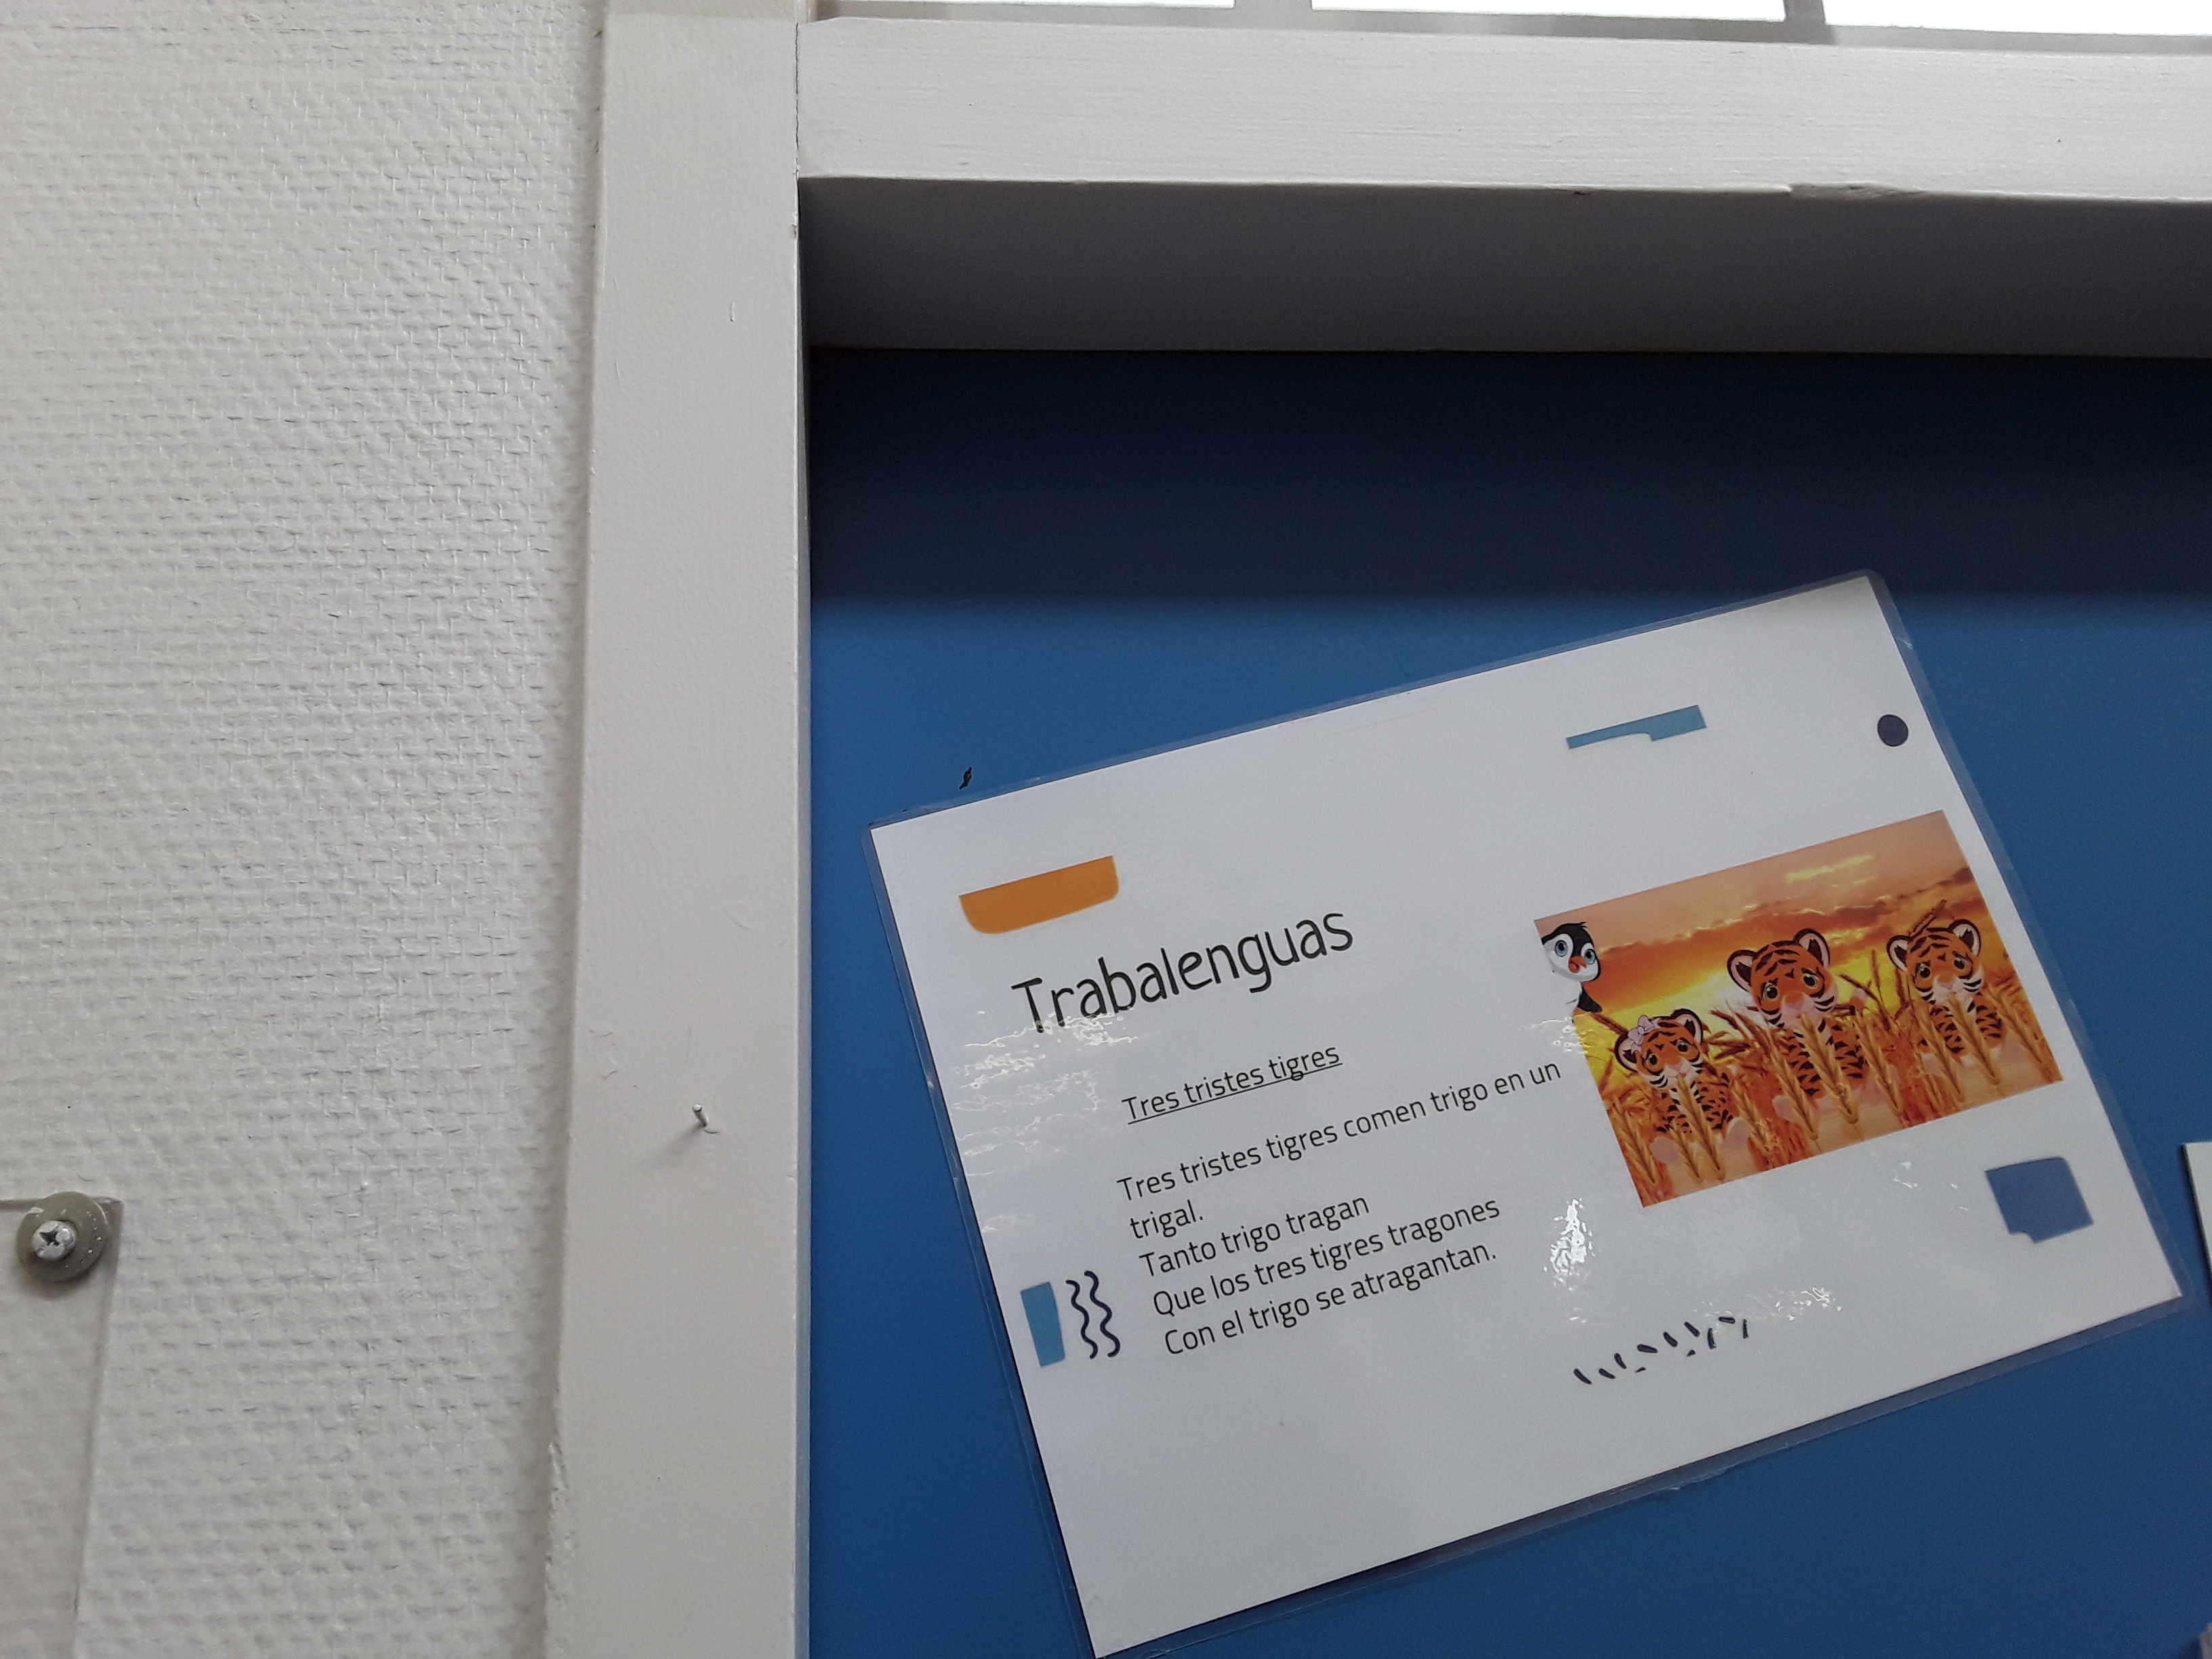 Trabalenguas
Tres tristes tigres
Tres tristes tigres comen trigo en un
trigal.
Tanto trigo tragan
Que los tres tigres tragones
Con el trigo se atragantan.